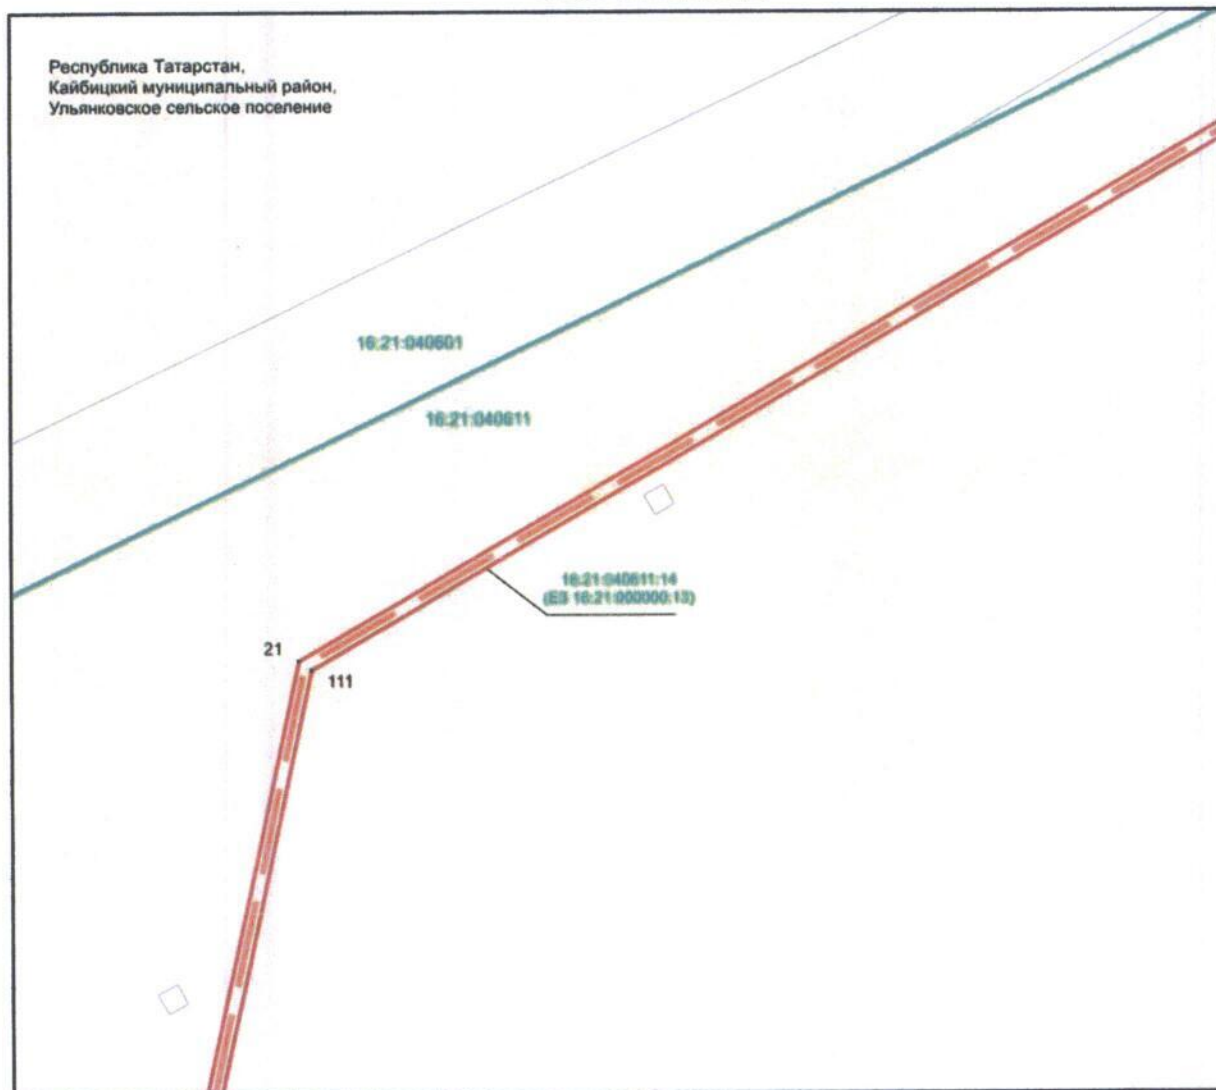 Республика Татарстан,
Кайбицкий муниципальный район,
Ульянковское сельское поселение
16:21:040601
16:21:040611
16:21:040611:14
(ЕЗ 16:21:000000:13)
21
111